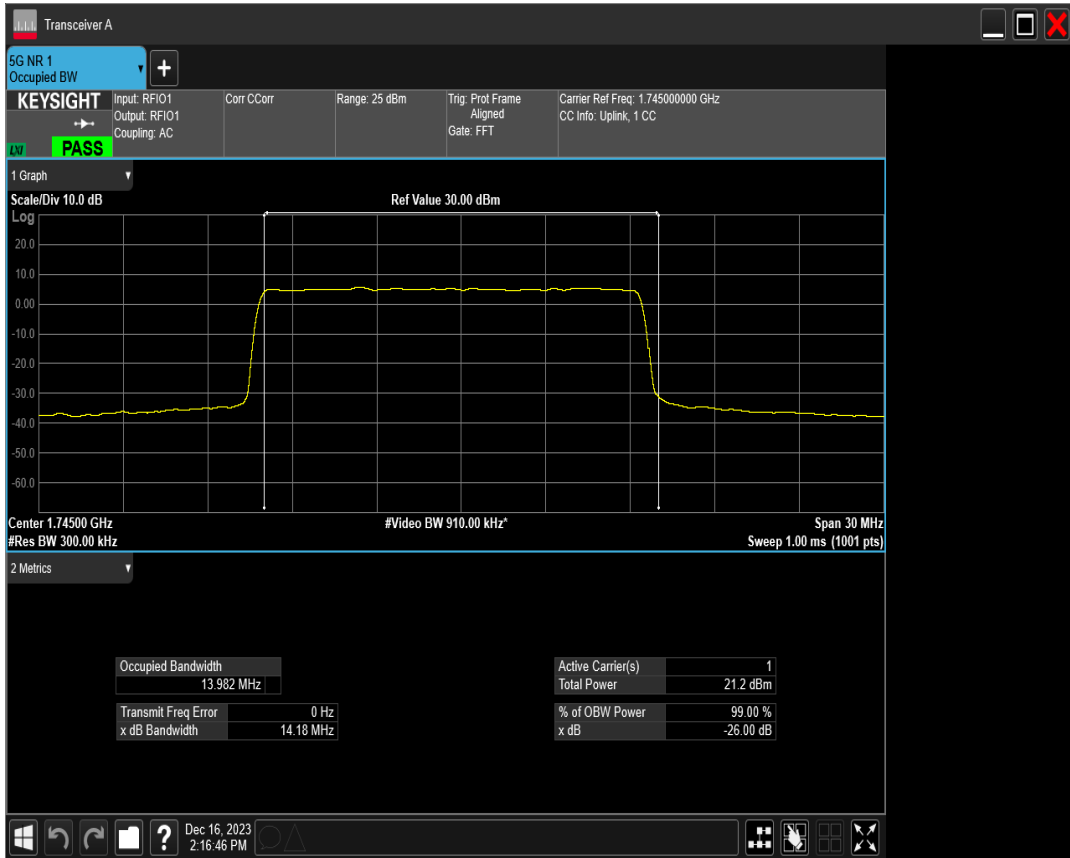 Transceiver A
5G NR 1
Occupied BW
KEYSIGHT
LXI
PASS
Input: RFIO1
Output: RFIO1
Coupling: AC
Corr CCorr
Range: 25 dBm
Trig: Prot Frame
Aligned
Gate: FFT
Carrier Ref Freq: 1.745000000 GHz
CC Info: Uplink, 1 CC
1 Graph
Scale/Div 10.0 dB
Ref Value 30.00 dBm
Log
20.0
10.0
0.00
-10.0
-20.0
-30.0
-40.0
-50.0
-60.0
Center 1.74500 GHz
#Video BW 910.00 kHz*
Span 30 MHz
#Res BW 300.00 kHz
Sweep 1.00 ms (1001 pts)
2 Metrics
Occupied Bandwidth
13.982 MHz
Transmit Freq Error 0 Hz
x dB Bandwidth 14.18 MHz
Active Carrier(s) 1
Total Power 21.2 dBm
% of OBW Power 99.00 %
x dB -26.00 dB
Dec 16, 2023
2:16:46 PM